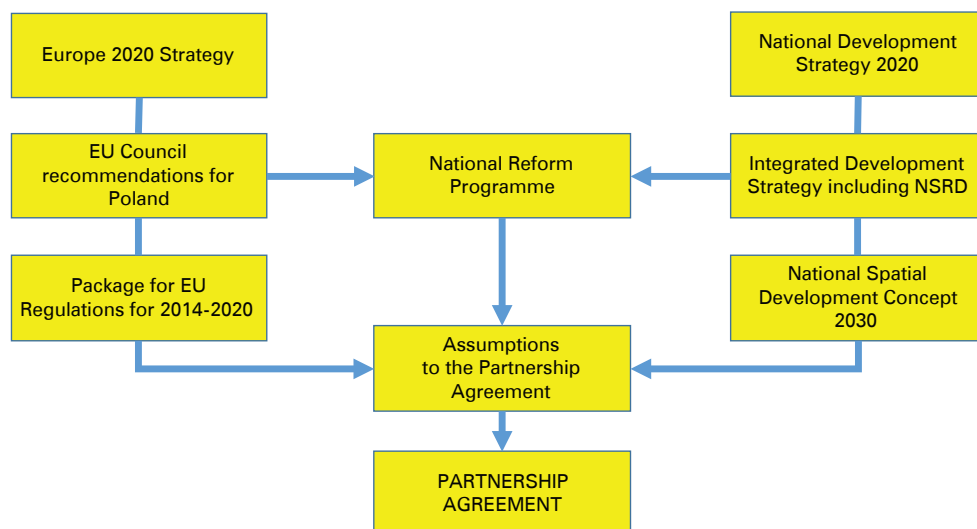 Europe 2020 Strategy
National Development
Strategy 2020
EU Council
recommendations for
Poland
National Reform
Programme
Integrated Development
Strategy including NSRD
Package for EU
Regulations for 2014-2020
National Spatial
Development Concept
2030
Assumptions
to the Partnership
Agreement
PARTNERSHIP
AGREEMENT